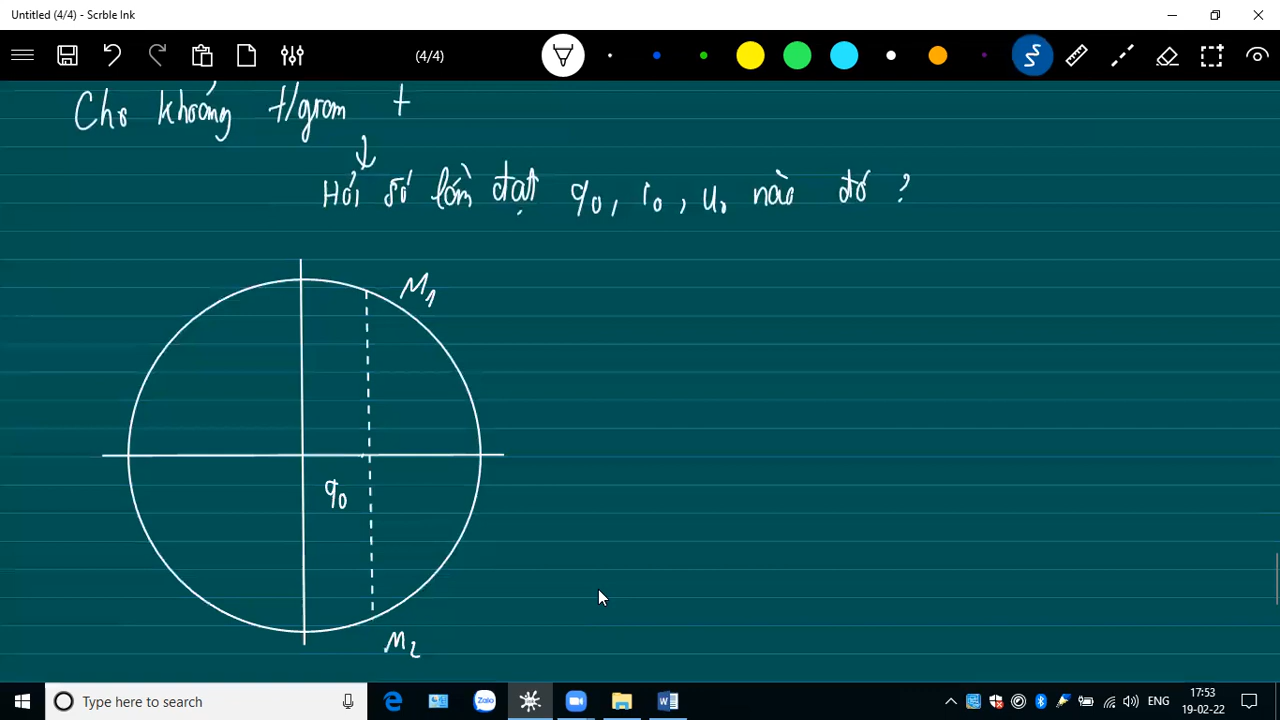 Untitled (4/4) - Scrble Ink
(4/4)
Cho khoảng t/gian t
Hỏi số lần đạt q0, i0, u0 nào đó ?
M1
q0
M2
Type here to search
Zalo
W
ENG
17:53
19-02-22